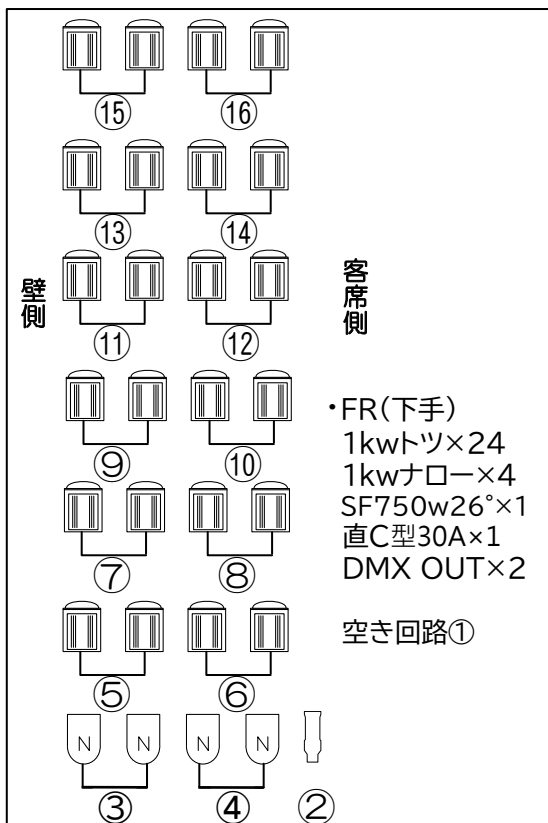 ⑮ ⑯
⑬ ⑭
壁側
客席側
⑪ ⑫
⑨ ⑩
・FR(下手)
1kwトツ×24
1kwナロー×4
SF750w26°×1
直C型30A×1
DMX OUT×2
⑦ ⑧
空き回路①
⑤ ⑥
N N N N
③ ④ ②